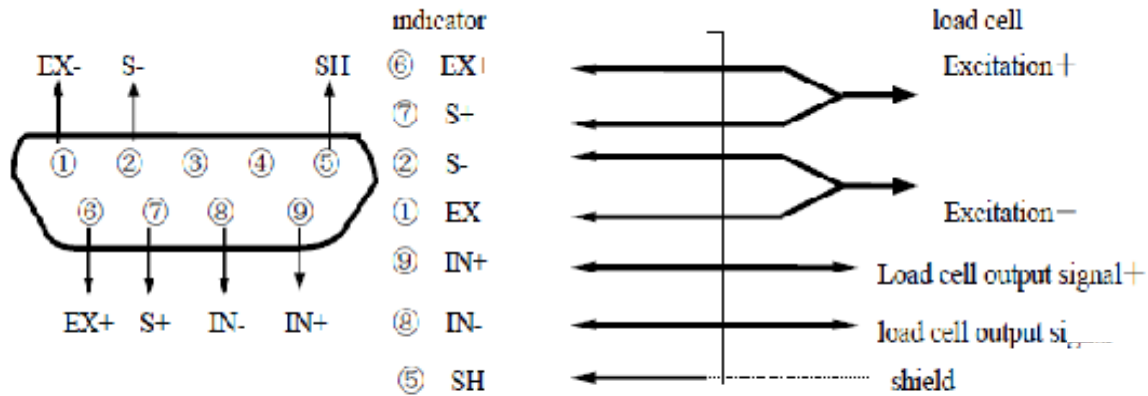 indicator load cell
EX- S- SH ⑥ EX+ Excitation+
⑦ S+
① ② ③ ④ ⑤ ② S-
⑥ ⑦ ⑧ ⑨ ① EX Excitation-
⑨ IN+ Load cell output signal+
EX+ S+ IN- IN+ ⑧ IN- load cell output
⑤ SH shield